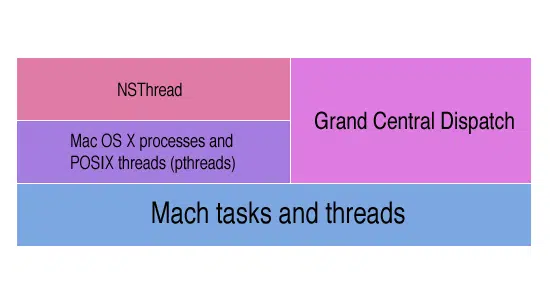 NSThread
Mac OS X processes and
POSIX threads (pthreads)
Grand Central Dispatch
Mach tasks and threads